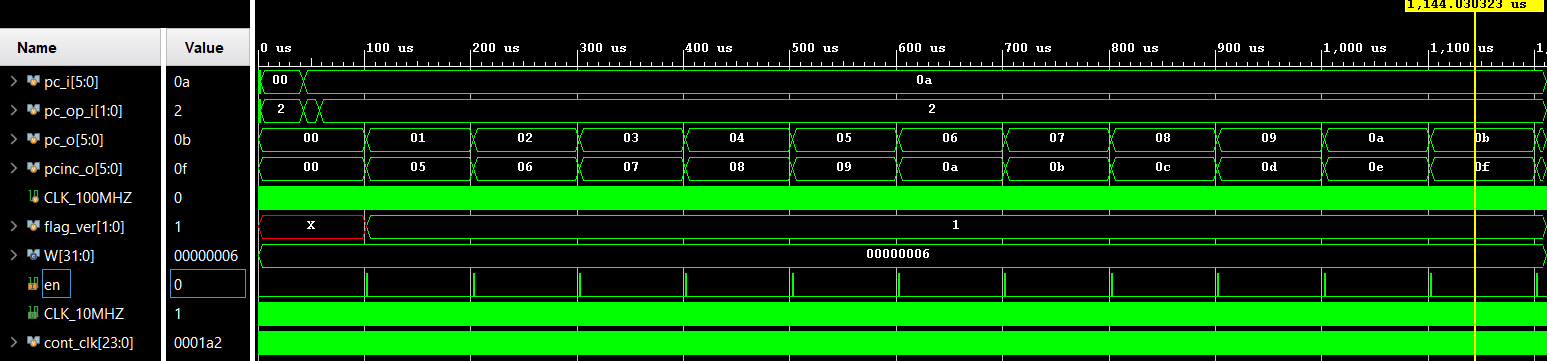 1,144.030323 us
Name Value 0 us 100 us 200 us 300 us 400 us 500 us 600 us 700 us 800 us 900 us 1,000 us 1,100 us 1,
pc_i[5:0] 0a 00 0a
pc_op_i[1:0] 2 2 2
pc_o[5:0] 0b 00 01 02 03 04 05 06 07 08 09 0a 0b
pcinc_o[5:0] 0f 00 05 06 07 08 09 0a 0b 0c 0d 0e 0f
CLK_100MHZ 0
flag_ver[1:0] 1 X 1
W[31:0] 00000006 00000006
en 0
CLK_10MHZ 1
cont_clk[23:0] 0001a2